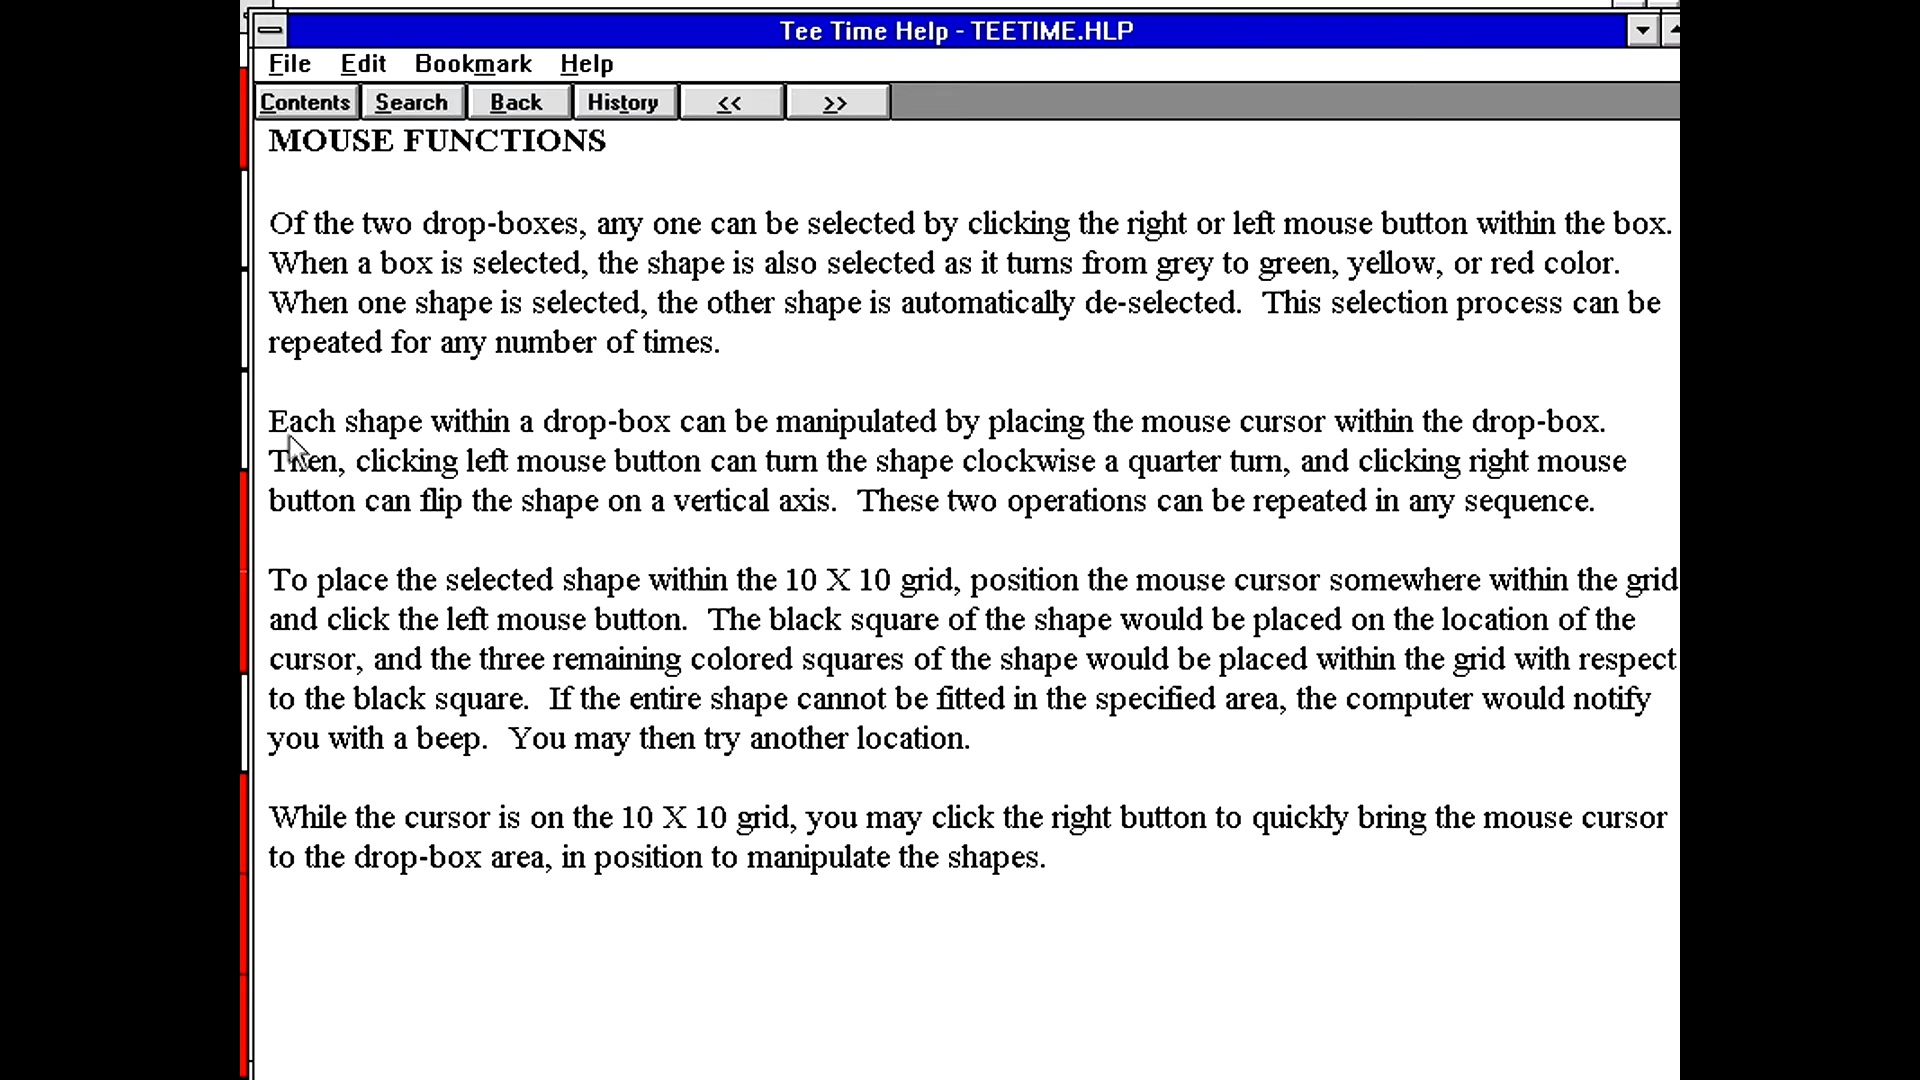 Tee Time Help - TEETIME.HLP
File Edit Bookmark Help
Contents Search Back History << >>
MOUSE FUNCTIONS
Of the two drop-boxes, any one can be selected by clicking the right or left mouse button within the box.
When a box is selected, the shape is also selected as it turns from grey to green, yellow, or red color.
When one shape is selected, the other shape is automatically de-selected.  This selection process can be
repeated for any number of times.
Each shape within a drop-box can be manipulated by placing the mouse cursor within the drop-box.
Then, clicking left mouse button can turn the shape clockwise a quarter turn, and clicking right mouse
button can flip the shape on a vertical axis.  These two operations can be repeated in any sequence.
To place the selected shape within the 10 X 10 grid, position the mouse cursor somewhere within the grid
and click the left mouse button.  The black square of the shape would be placed on the location of the
cursor, and the three remaining colored squares of the shape would be placed within the grid with respect
to the black square.  If the entire shape cannot be fitted in the specified area, the computer would notify
you with a beep.  You may then try another location.
While the cursor is on the 10 X 10 grid, you may click the right button to quickly bring the mouse cursor
to the drop-box area, in position to manipulate the shapes.